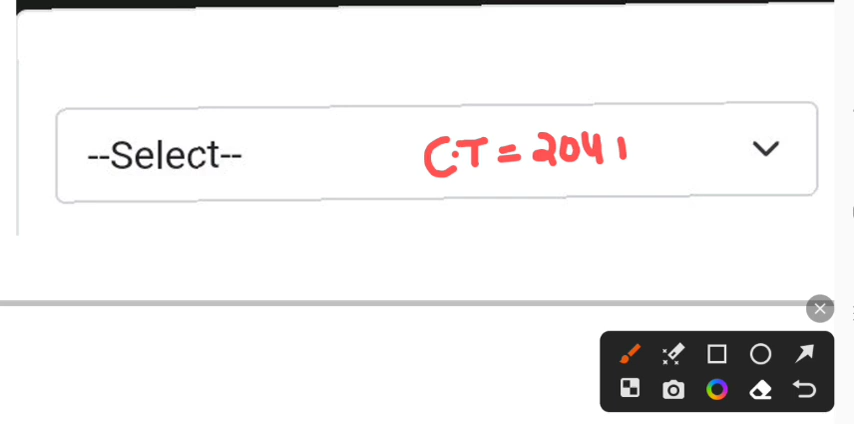 --Select--
C.T = 2041